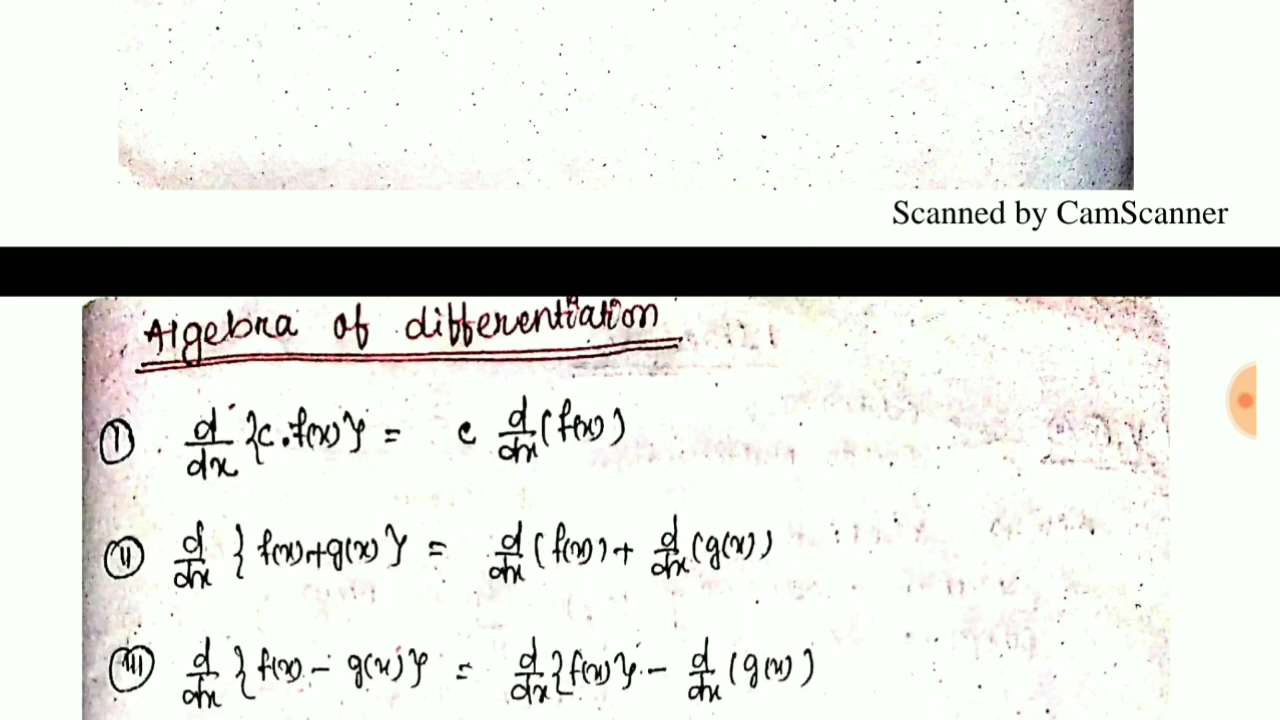 Scanned by CamScanner
Algebra of differentiation
(i) d/dx {c.f(x)} = c d/dx (f(x))
(ii) d/dx {f(x)+g(x)} = d/dx (f(x)) + d/dx (g(x))
(iii) d/dx {f(x) - g(x)} = d/dx {f(x)} - d/dx (g(x))